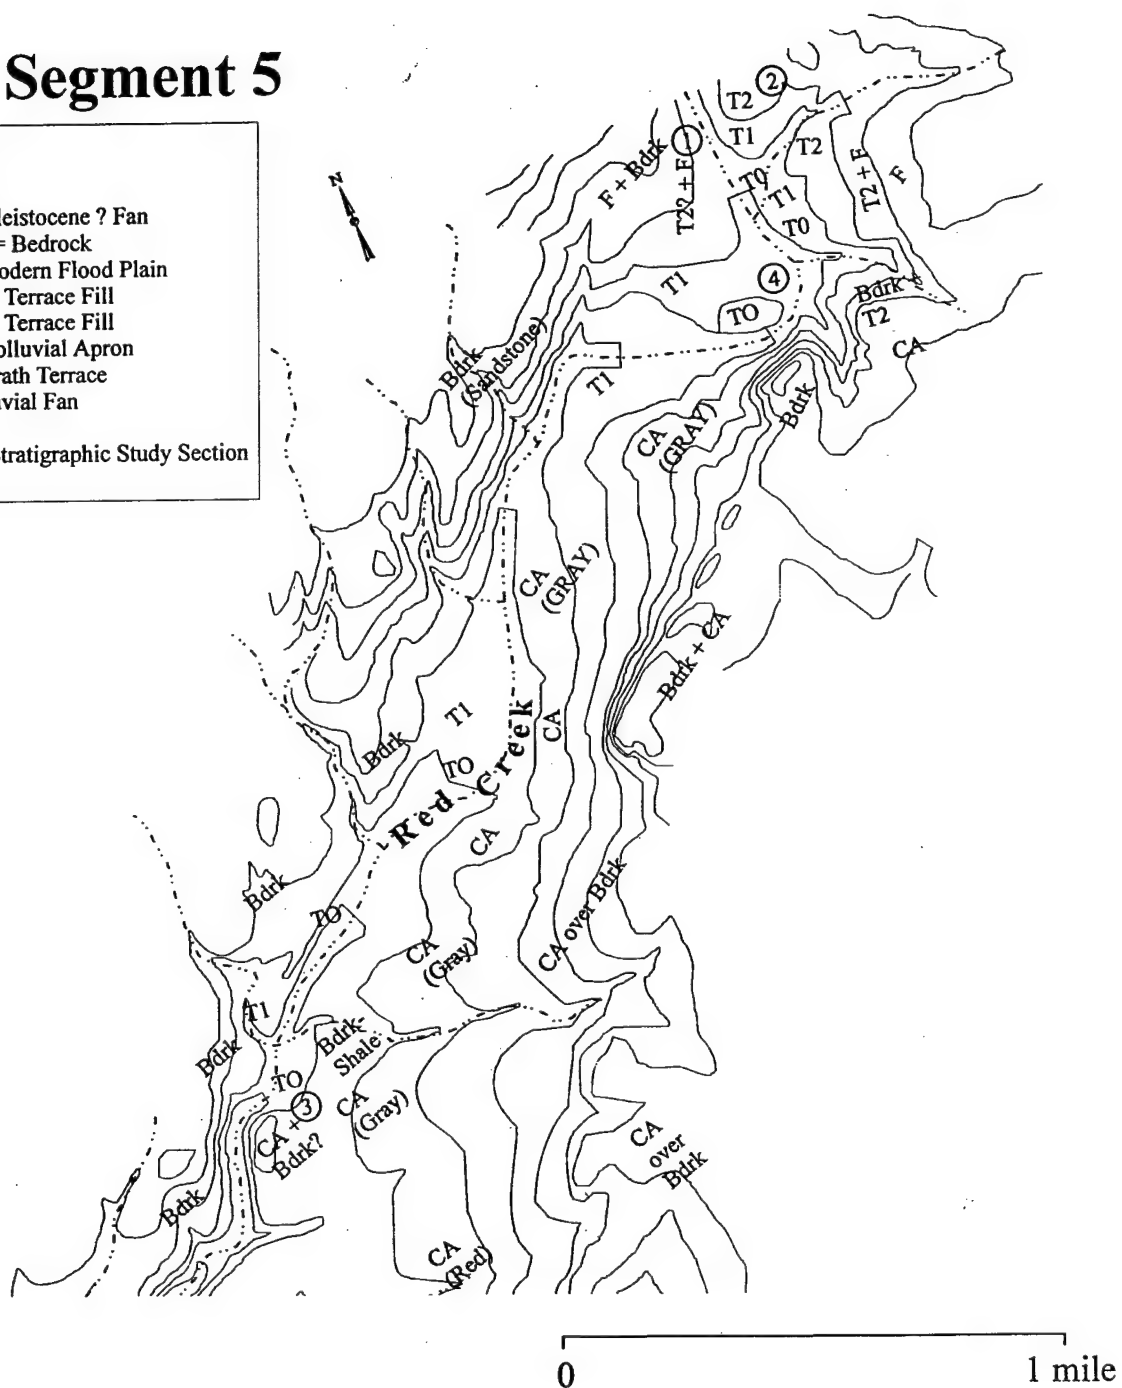 Segment 5
leistocene ? Fan
= Bedrock
odern Flood Plain
Terrace Fill
Terrace Fill
olluvial Apron
rath Terrace
vial Fan
tratigraphic Study Section
N
2
T2
1
T1
T2
F + Bdrk
T2? + F
T0
T1
T2 + F
F
T0
T1
4
TO
Bdrk
T2
CA
Bdrk
(Sandstone)
T1
Bdrk
CA
(GRAY)
CA
(GRAY)
Bdrk + CA
T1
CA
Bdrk
TO
Red Creek
CA
Bdrk
TO
CA over Bdrk
CA
(Gray)
T1
Bdrk-
Shale
Bdrk
TO
3
CA
(Gray)
CA +
Bdrk?
CA
over
Bdrk
Bdrk
CA
(Red)
0
1 mile